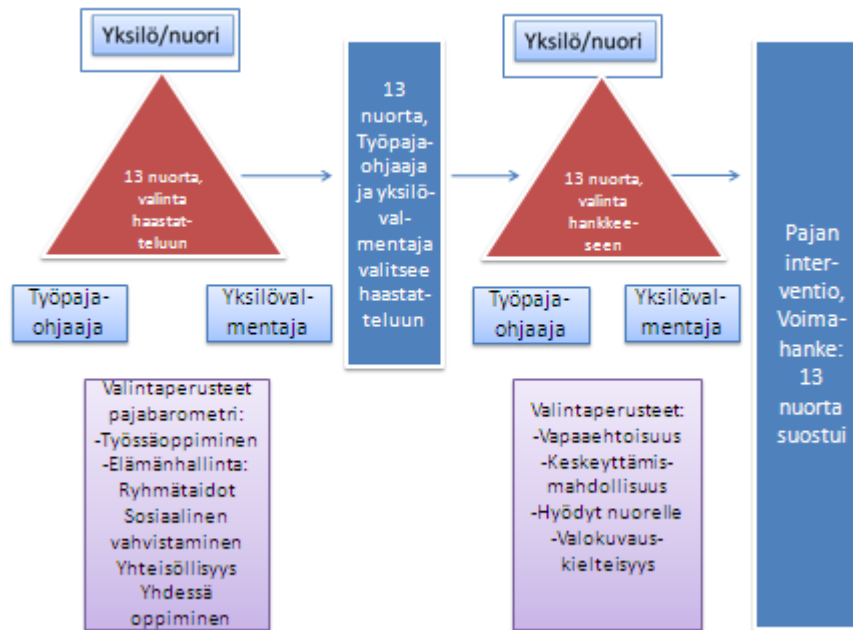 Yksilö/nuori
13 nuorta,
valinta
haastat-
teluun
Työpaja-
ohjaaja
Yksilöval-
mentaja
Valintaperusteet
pajabarometri:
-Työssäoppiminen
-Elämänhallinta:
Ryhmätaidot
Sosiaalinen
vahvistaminen
Yhteisöllisyys
Yhdessä
oppiminen
13
nuorta,
Työpaja-
ohjaaja
ja yksilö-
val-
mentaja
valitsee
haastat-
teluun
Yksilö/nuori
13 nuorta,
valinta
hankkee-
seen
Työpaja-
ohjaaja
Yksilöval-
mentaja
Valintaperusteet:
-Vapaaehtoisuus
-Keskeyttämis-
mahdollisuus
-Hyödyt nuorelle
-Valokuvaus-
kielteisyys
Pajan
inter-
ventio,
Voima-
hanke:
13
nuorta
suostui